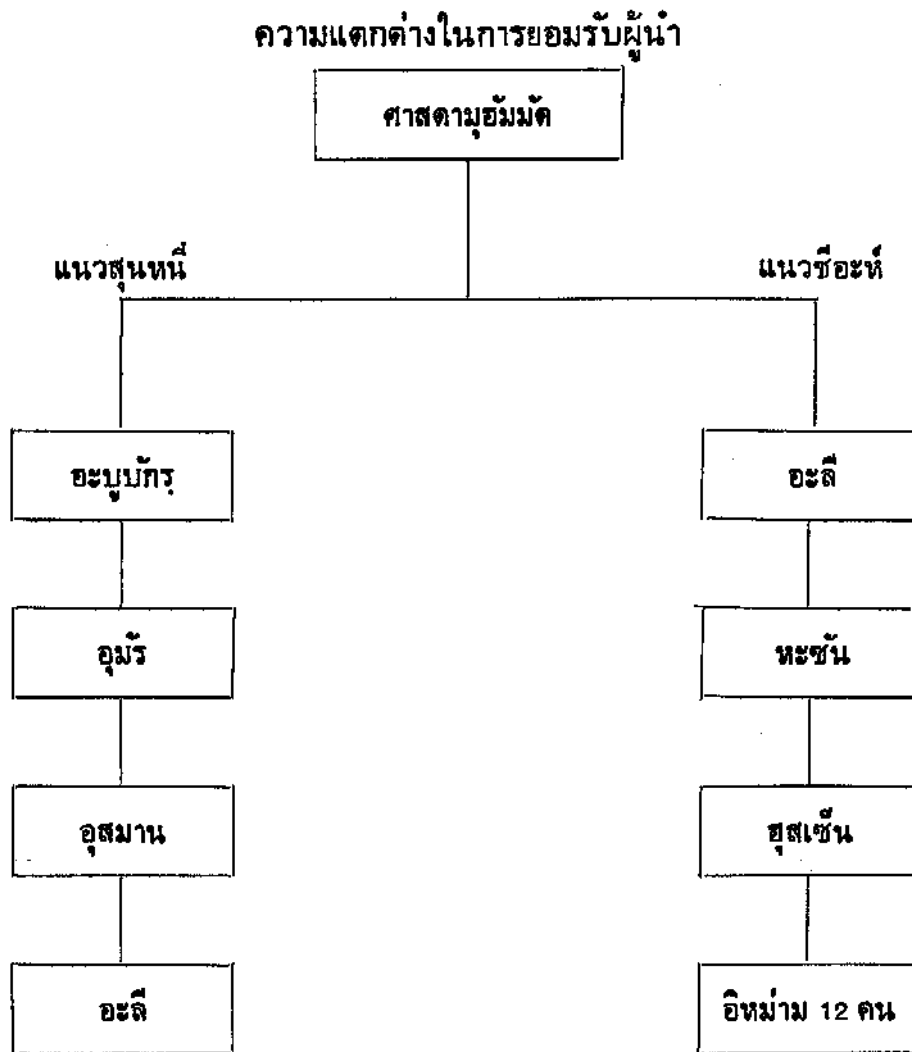 ความแตกต่างในการยอมรับผู้นำ
ศาสดามุฮัมมัด
แนวสุนหนี่
แนวชีอะห์
อะบูบักรฺ
อะลี
อุมัร
หะซัน
อุสมาน
ฮุสเซ็น
อะลี
อิหม่าม 12 คน